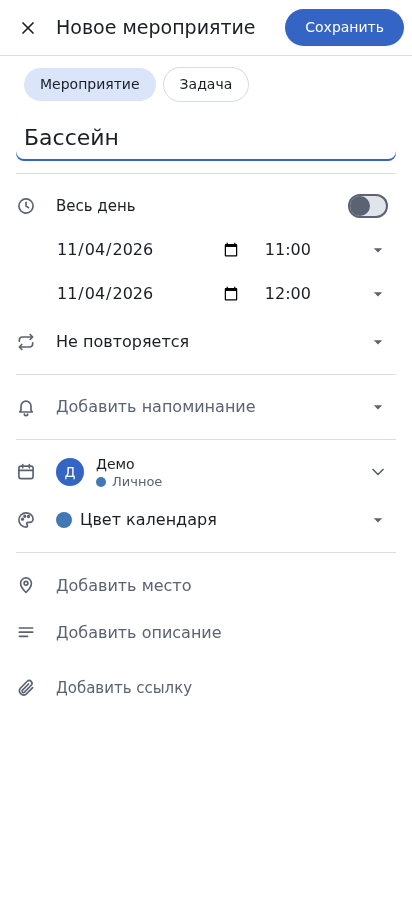 Новое мероприятие
Сохранить
Мероприятие
Задача
Бассейн
Весь день
11/04/2026
11:00
11/04/2026
12:00
Не повторяется
Добавить напоминание
Д
Демо
Личное
Цвет календаря
Добавить место
Добавить описание
Добавить ссылку